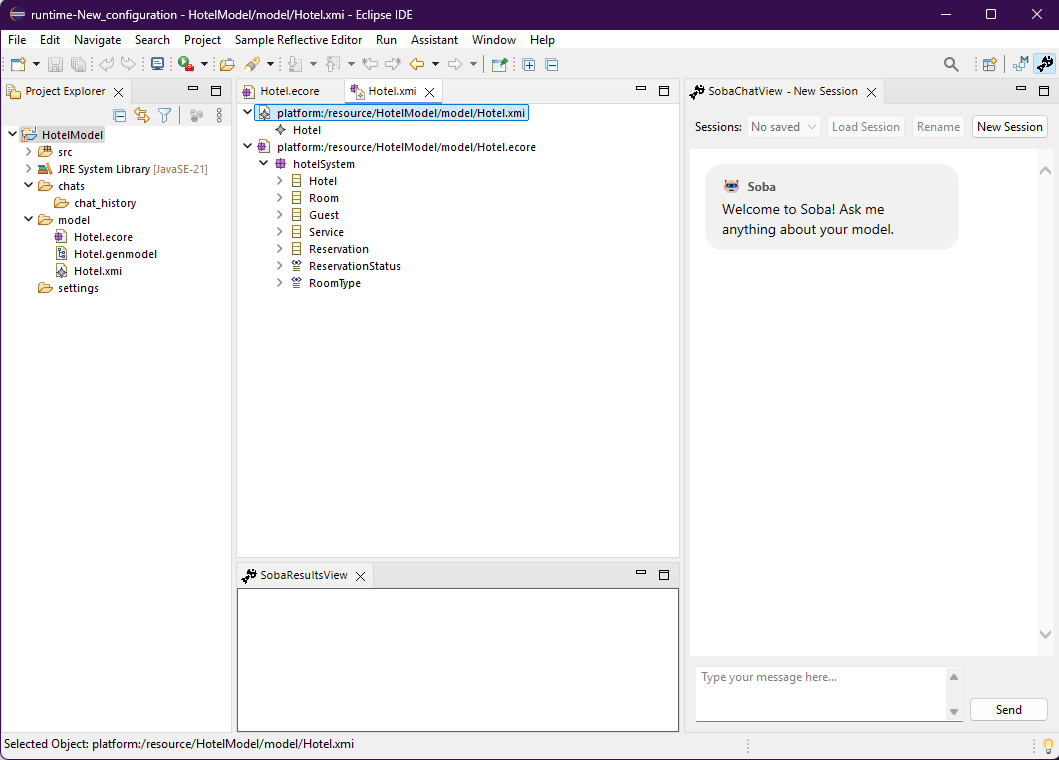 runtime-New_configuration - HotelModel/model/Hotel.xmi - Eclipse IDE
File Edit Navigate Search Project Sample Reflective Editor Run Assistant Window Help
Project Explorer
HotelModel
src
JRE System Library [JavaSE-21]
chats
chat_history
model
Hotel.ecore
Hotel.genmodel
Hotel.xmi
settings
Hotel.ecore
Hotel.xmi
platform:/resource/HotelModel/model/Hotel.xmi
Hotel
platform:/resource/HotelModel/model/Hotel.ecore
hotelSystem
Hotel
Room
Guest
Service
Reservation
ReservationStatus
RoomType
SobaResultsView
SobaChatView - New Session
Sessions: No saved Load Session Rename New Session
Soba
Welcome to Soba! Ask me
anything about your model.
Type your message here...
Send
Selected Object: platform:/resource/HotelModel/model/Hotel.xmi